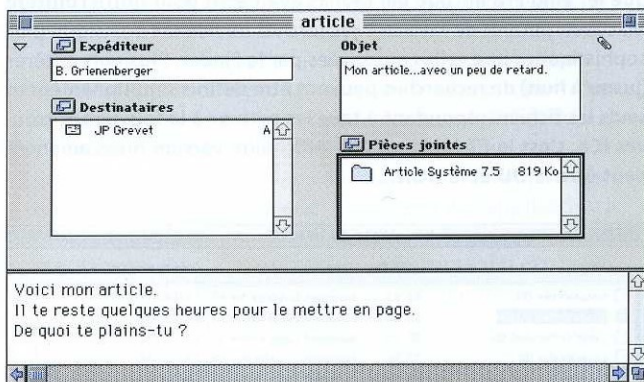 article
Expéditeur
B. Grienenberger
Objet
Mon article...avec un peu de retard.
Destinataires
JP Grevet A
Pièces jointes
Article Système 7.5 819 Ko
Voici mon article.
Il te reste quelques heures pour le mettre en page.
De quoi te plains-tu ?